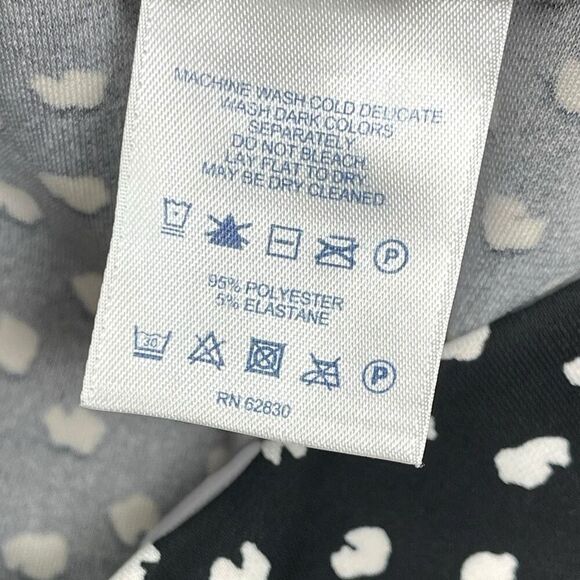 MACHINE WASH COLD DELICATE
WASH DARK COLORS
SEPARATELY
DO NOT BLEACH
LAY FLAT TO DRY
MAY BE DRY CLEANED
P
95% POLYESTER
5% ELASTANE
30 P
RN 62830